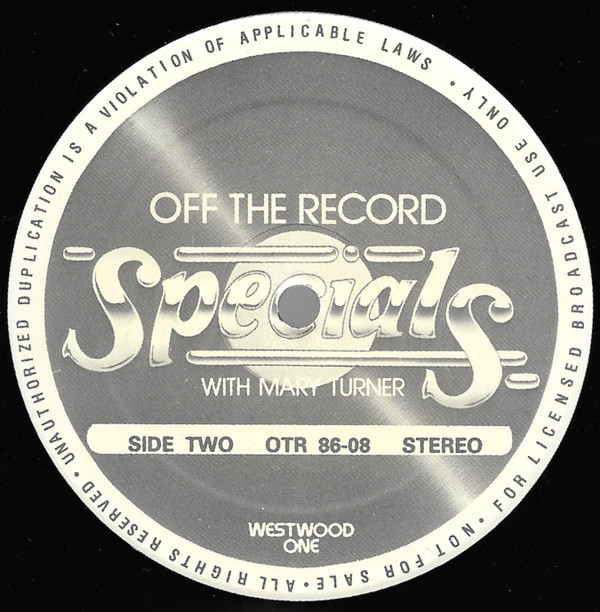 OFF THE RECORD
Specials
WITH MARY TURNER
SIDE TWO OTR 86-08 STEREO
WESTWOOD
ONE
UNAUTHORIZED DUPLICATION IS A VIOLATION OF APPLICABLE LAWS • FOR LICENSED BROADCAST USE ONLY • NOT FOR SALE • ALL RIGHTS RESERVED •